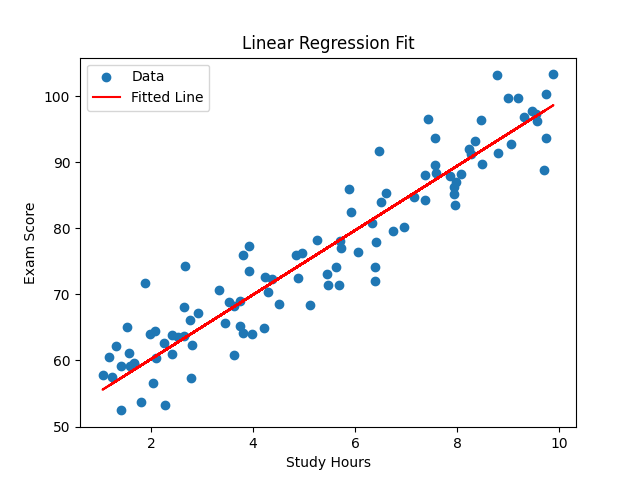 Linear Regression Fit
Data
Fitted Line
100
90
80
70
60
50
Exam Score
2 4 6 8 10
Study Hours